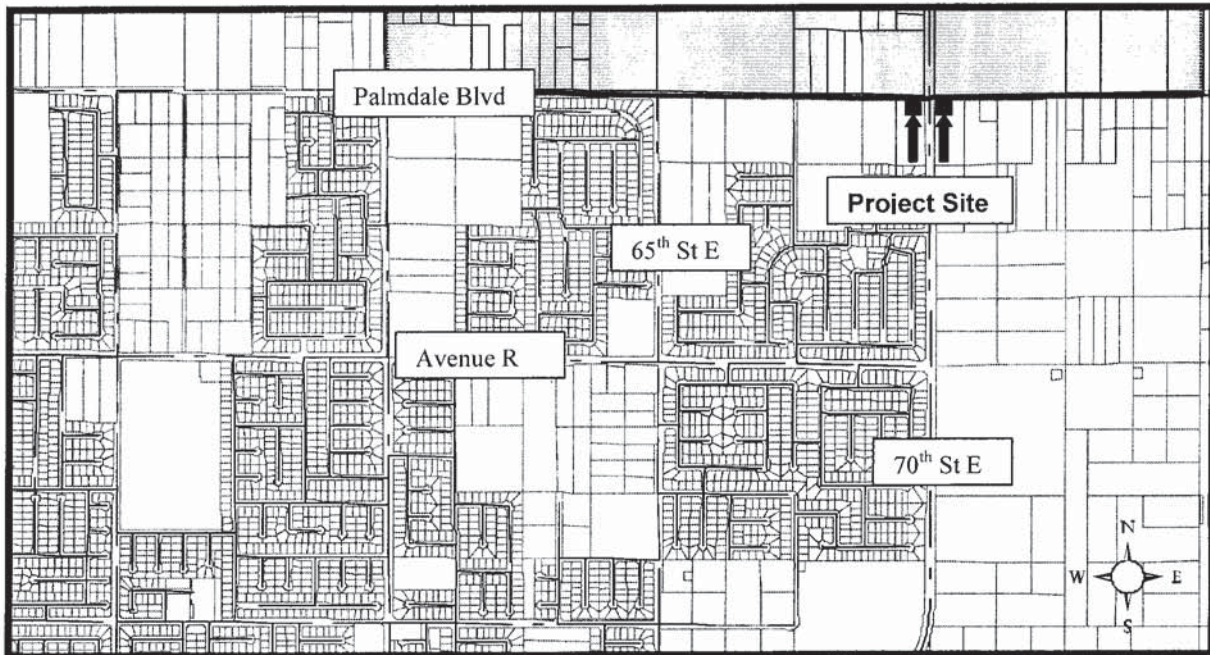 Palmdale Blvd
Project Site
65th St E
Avenue R
70th St E
N
W E
S